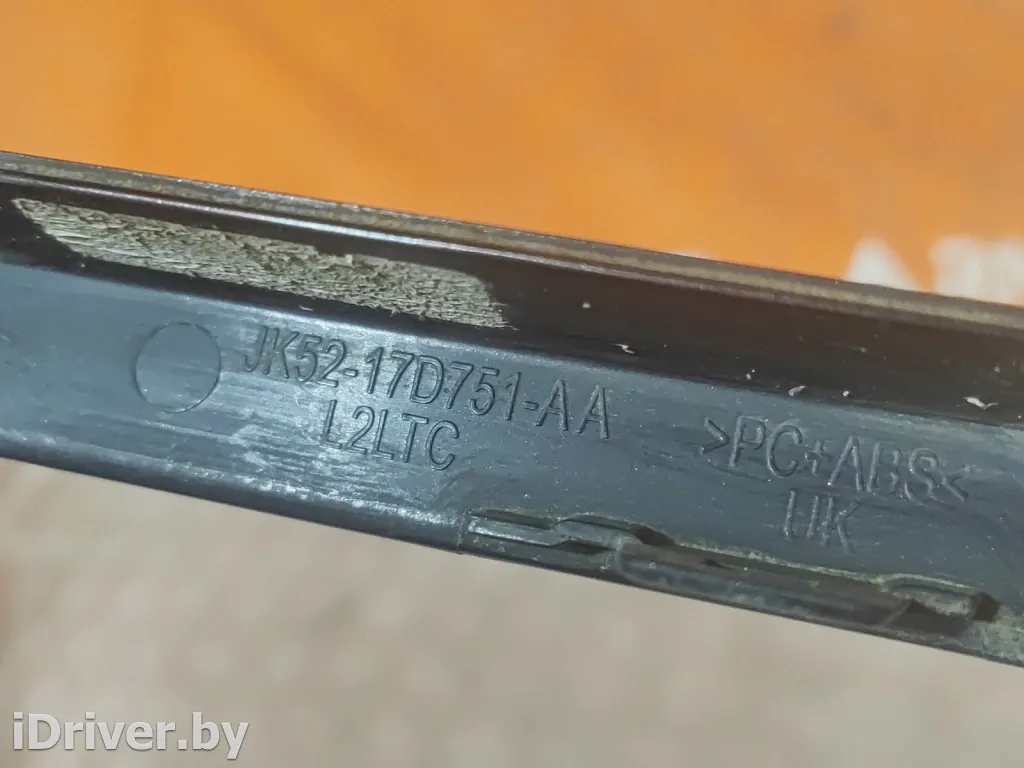 JK52-17D751-AA
L2LTC
>PC+ABS<
UK
iDriver.by